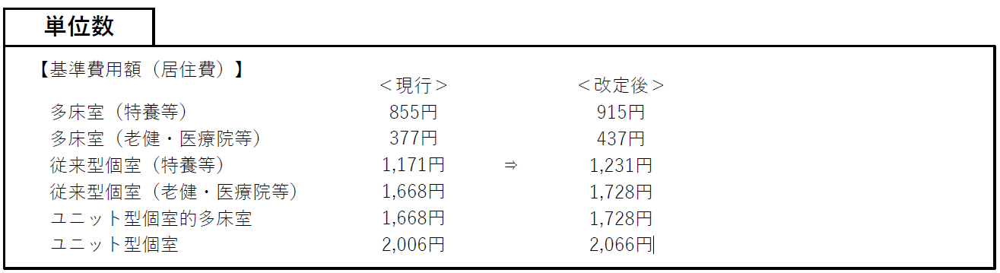 単位数
【基準費用額（居住費）】
＜現行＞ ＜改定後＞
多床室（特養等） 855円 915円
多床室（老健・医療院等） 377円 437円
従来型個室（特養等） 1,171円 ⇒ 1,231円
従来型個室（老健・医療院等） 1,668円 1,728円
ユニット型個室的多床室 1,668円 1,728円
ユニット型個室 2,006円 2,066円